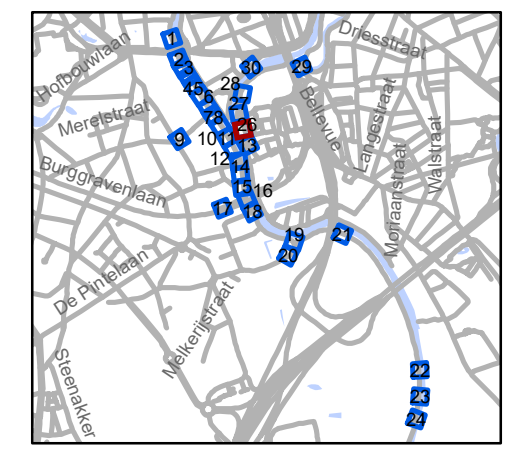 Hofbouwlaan
Driesstraat
Merelstraat
Bellevue
Langestraat
Walstraat
Burggravenlaan
Moriaanstraat
De Pintelaan
Melkerijstraat
Steenakker
1
2
3
4
5
6
7
8
9
10
11
12
13
14
15
16
17
18
19
20
21
22
23
24
26
27
28
29
30